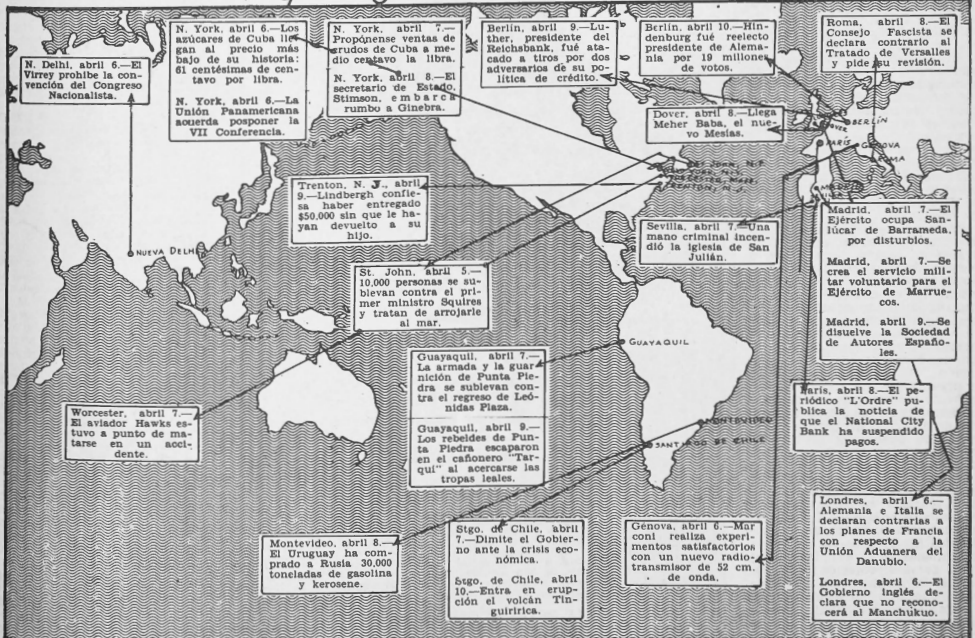 N. Delhi, abril 6.—El
Virrey prohibe la con-
vención del Congreso
Nacionalista.
N. York, abril 6.—Los
azúcares de Cuba lle-
gan al precio más
bajo de su historia:
61 centésimas de cen-
tavo por libra.
N. York, abril 6.—La
Unión Panamericana
acuerda posponer la
VII Conferencia.
N. York, abril 7.—
Propónense ventas de
crudos de Cuba a me-
dio centavo la libra.
N. York, abril 8.—El
secretario de Estado,
Stimson, embarca
rumbo a Ginebra.
Berlín, abril 9.—Lu-
ther, presidente del
Reichsbank, fué ata-
cado a tiros por dos
adversarios de su po-
lítica de crédito.
Berlín, abril 10.—Hin-
denburg fué reelecto
presidente de Alema-
nia por 19 millones
de votos.
Roma, abril 8.—El
Consejo Fascista se
declara contrario al
Tratado de Versalles
y pide su revisión.
Dover, abril 8.—Llega
Meher Baba, el nue-
vo Mesías.
DOVER
BERLÍN
PARÍS
GÉNOVA
ROMA
MADRID
ST JOHN, N.F.
WORCESTER, MASS.
TRENTON, N.J.
Trenton, N. J., abril
9.—Lindbergh confie-
sa haber entregado
$50,000 sin que le ha-
yan devuelto a su
hijo.
Sevilla, abril 7.—Una
mano criminal incen-
dió la iglesia de San
Julián.
Madrid, abril 7.—El
Ejército ocupa San-
lúcar de Barrameda,
por disturbios.
Madrid, abril 7.—Se
crea el servicio mili-
tar voluntario para el
Ejército de Marrue-
cos.
Madrid, abril 9.—Se
disuelve la Sociedad
de Autores Españo-
les.
NUEVA DELHI
St. John, abril 5.—
10,000 personas se su-
blevan contra el pri-
mer ministro Squires
y tratan de arrojarle
al mar.
GUAYAQUIL
Guayaquil, abril 7.—
La armada y la guar-
nición de Punta Pie-
dra se sublevan con-
tra el regreso de Leó-
nidas Plaza.
Guayaquil, abril 9.—
Los rebeldes de Pun-
ta Piedra escaparon
en el cañonero "Tar-
qui" al acercarse las
tropas leales.
París, abril 8.—El pe-
riódico "L'Ordre" pu-
blica la noticia de
que el National City
Bank ha suspendido
pagos.
Worcester, abril 7.—
El aviador Hawks es-
tuvo a punto de ma-
tarse en un acci-
dente.
MONTEVIDEO
SANTIAGO DE CHILE
Londres, abril 6.—
Alemania e Italia se
declaran contrarias a
los planes de Francia
con respecto a la
Unión Aduanera del
Danubio.
Londres, abril 6.—El
Gobierno inglés de-
clara que no recono-
cerá al Manchukuo.
Montevideo, abril 8.—
El Uruguay ha com-
prado a Rusia 30,000
toneladas de gasolina
y kerosene.
Stgo. de Chile, abril
7.—Dimite el Gobier-
no ante la crisis eco-
nómica.
Stgo. de Chile, abril
10.—Entra en erup-
ción el volcán Tin-
guiririca.
Génova, abril 6.—Mar-
coni realiza experi-
mentos satisfactorios
con un nuevo radio-
transmisor de 52 cm.
de onda.